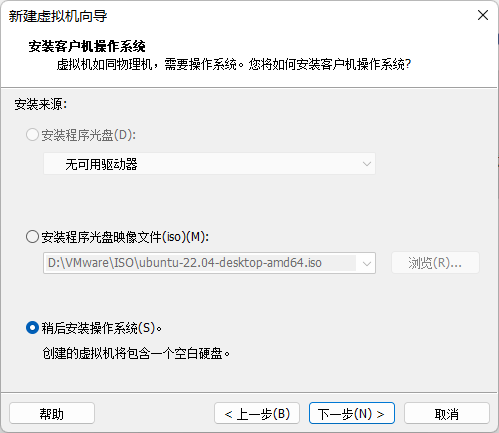 新建虚拟机向导
安装客户机操作系统
虚拟机如同物理机，需要操作系统。您将如何安装客户机操作系统?
安装来源:
安装程序光盘(D):
无可用驱动器
安装程序光盘映像文件(iso)(M):
D:\VMware\ISO\ubuntu-22.04-desktop-amd64.iso
浏览(R)...
稍后安装操作系统(S)。
创建的虚拟机将包含一个空白硬盘。
帮助
< 上一步(B)
下一步(N) >
取消